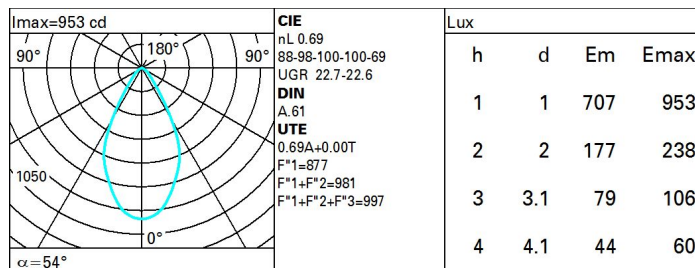 Imax=953 cd
90° 180° 90°
1050
0°
α=54°
CIE
nL 0.69
88-98-100-100-69
UGR 22.7-22.6
DIN
A.61
UTE
0.69A+0.00T
F"1=877
F"1+F"2=981
F"1+F"2+F"3=997
Lux
h d Em Emax
1 1 707 953
2 2 177 238
3 3.1 79 106
4 4.1 44 60